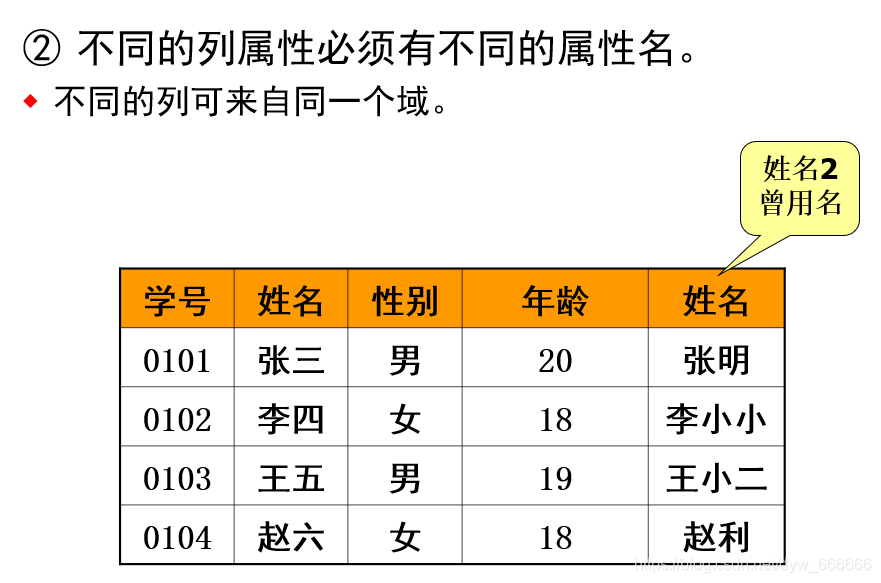 ② 不同的列属性必须有不同的属性名。
不同的列可来自同一个域。
姓名2
曾用名
学号 姓名 性别 年龄 姓名
0101 张三 男 20 张明
0102 李四 女 18 李小小
0103 王五 男 19 王小二
0104 赵六 女 18 赵利
https://blog.csdn.net/dyw_666666